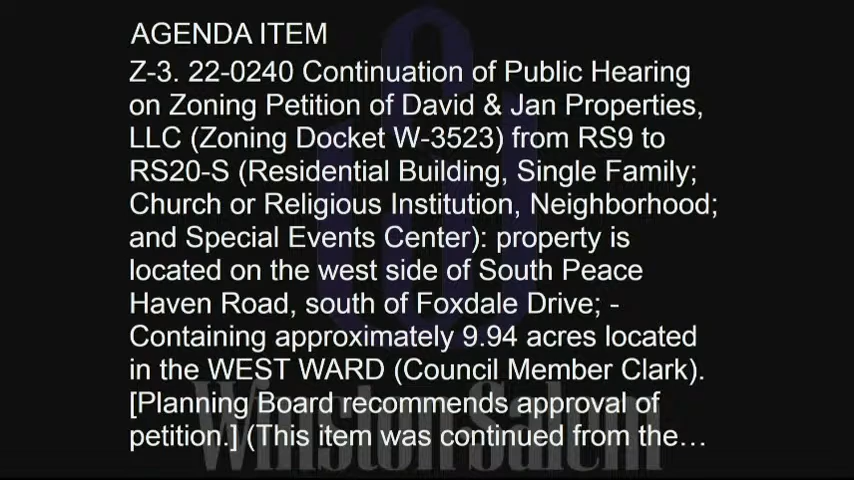 AGENDA ITEM
Z-3. 22-0240 Continuation of Public Hearing
on Zoning Petition of David & Jan Properties,
LLC (Zoning Docket W-3523) from RS9 to
RS20-S (Residential Building, Single Family;
Church or Religious Institution, Neighborhood;
and Special Events Center): property is
located on the west side of South Peace
Haven Road, south of Foxdale Drive; -
Containing approximately 9.94 acres located
in the WEST WARD (Council Member Clark).
[Planning Board recommends approval of
petition.] (This item was continued from the…
Winston Salem